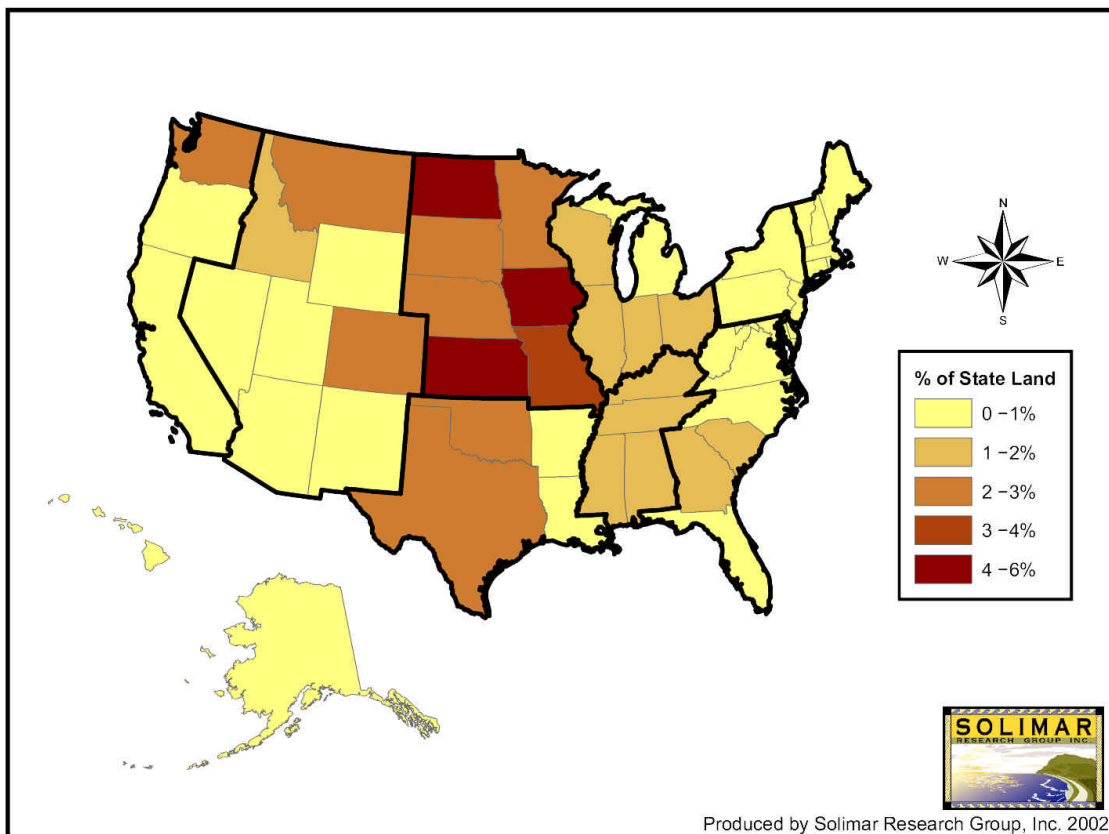 N
W
E
S
% of State Land
0 –1%
1 –2%
2 –3%
3 –4%
4 –6%
SOLIMAR
RESEARCH GROUP INC
Produced by Solimar Research Group, Inc. 2002